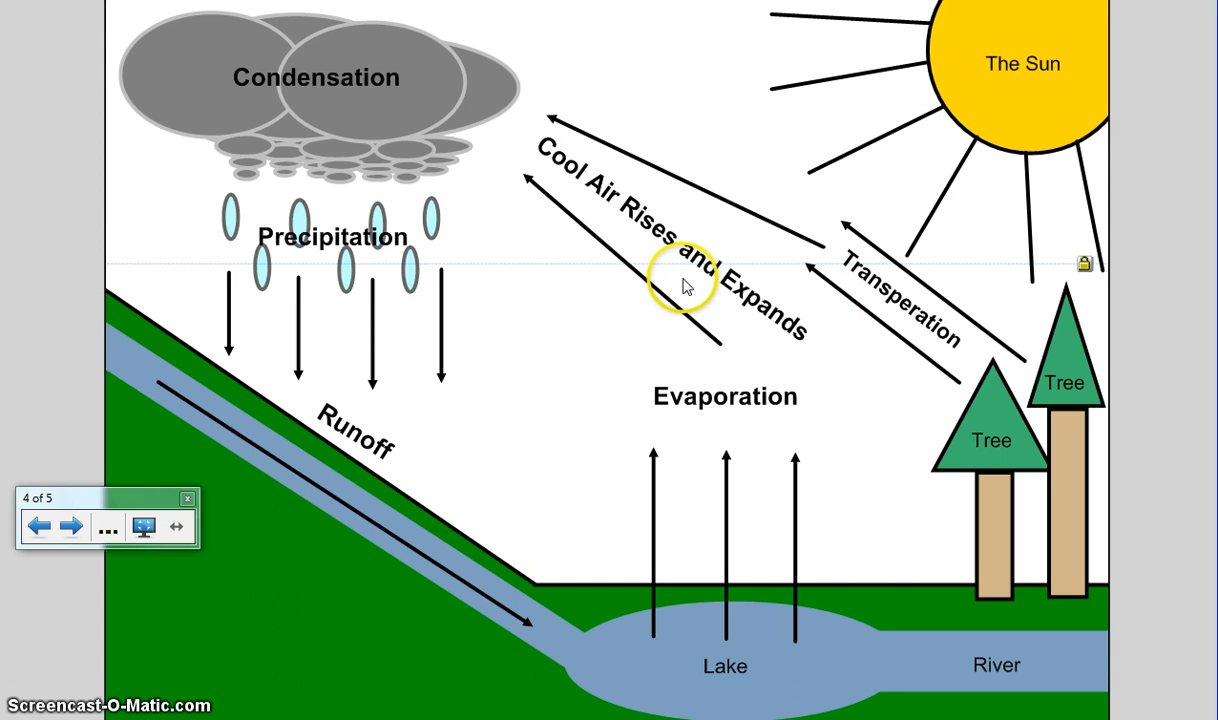 The Sun
Condensation
Cool Air Rises and Expands
Precipitation
Transperation
Tree
Evaporation
Tree
Runoff
4 of 5
x
...
Lake
River
Screencast-O-Matic.com